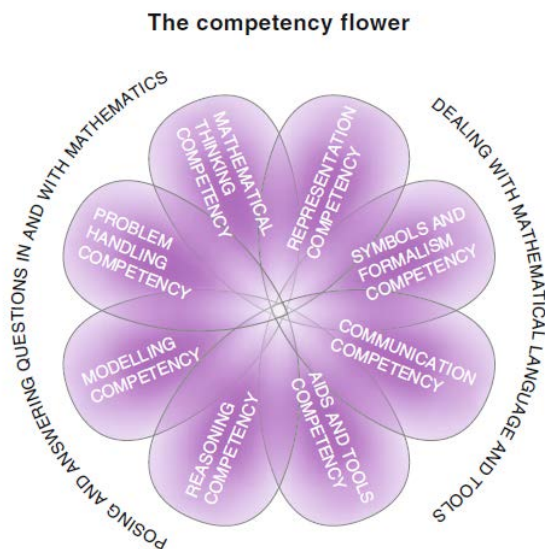 The competency flower
POSING AND ANSWERING QUESTIONS IN AND WITH MATHEMATICS
DEALING WITH MATHEMATICAL LANGUAGE AND TOOLS
MATHEMATICAL
THINKING
COMPETENCY
REPRESENTATION
COMPETENCY
PROBLEM
HANDLING
COMPETENCY
SYMBOLS AND
FORMALISM
COMPETENCY
MODELLING
COMPETENCY
COMMUNICATION
COMPETENCY
REASONING
COMPETENCY
AIDS AND TOOLS
COMPETENCY